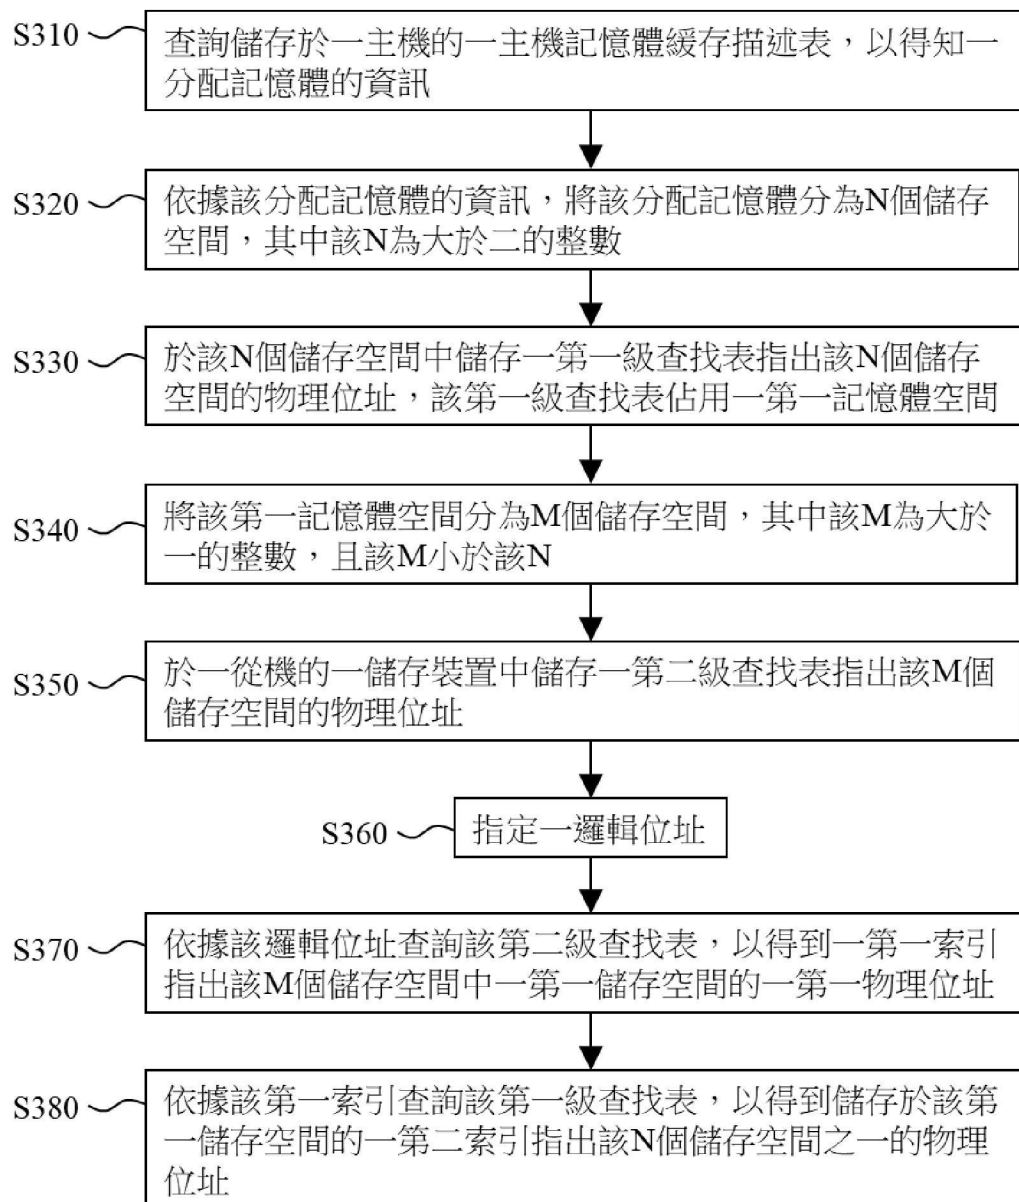 S310
查詢儲存於一主機的一主機記憶體緩存描述表，以得知一
分配記憶體的資訊
S320
依據該分配記憶體的資訊，將該分配記憶體分為N個儲存
空間，其中該N為大於二的整數
S330
於該N個儲存空間中儲存一第一級查找表指出該N個儲存
空間的物理位址，該第一級查找表佔用一第一記憶體空間
S340
將該第一記憶體空間分為M個儲存空間，其中該M為大於
一的整數，且該M小於該N
S350
於一從機的一儲存裝置中儲存一第二級查找表指出該M個
儲存空間的物理位址
S360
指定一邏輯位址
S370
依據該邏輯位址查詢該第二級查找表，以得到一第一索引
指出該M個儲存空間中一第一儲存空間的一第一物理位址
S380
依據該第一索引查詢該第一級查找表，以得到儲存於該第
一儲存空間的一第二索引指出該N個儲存空間之一的物理
位址